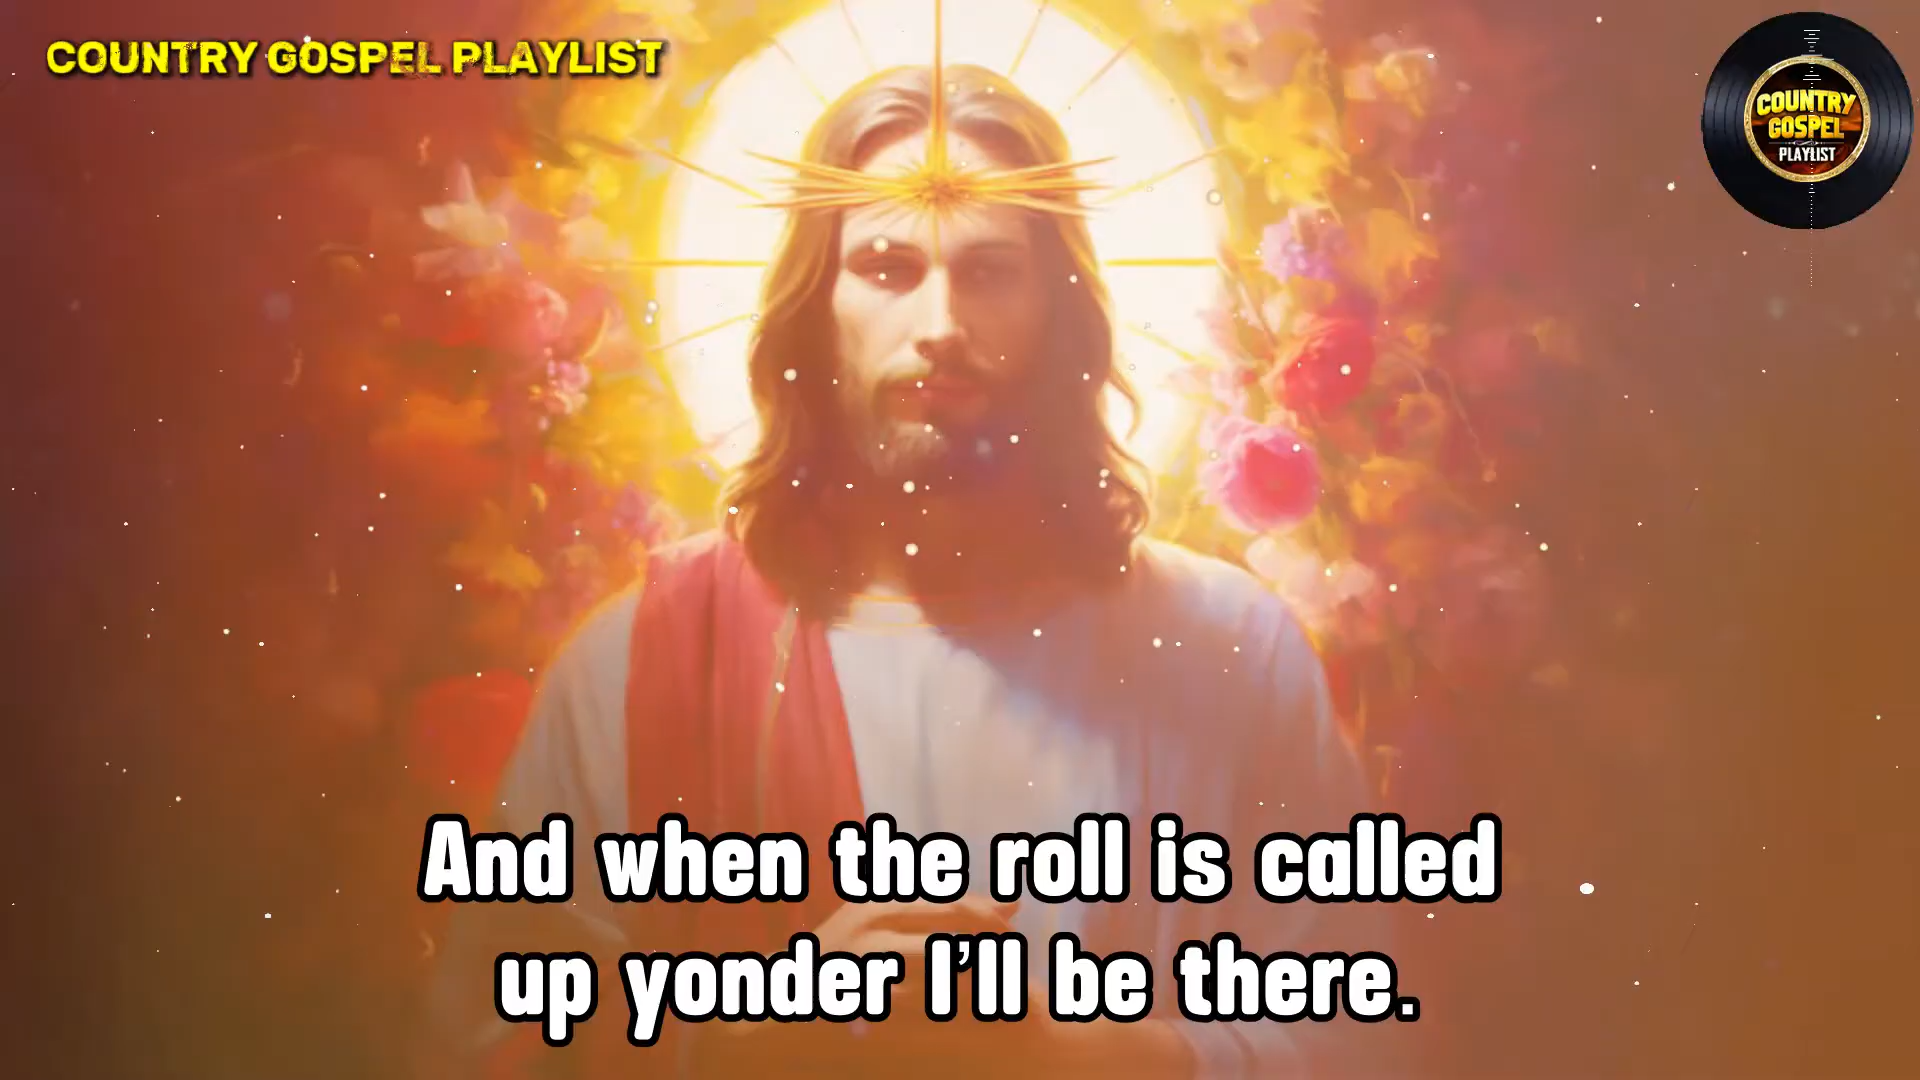 COUNTRY GOSPEL PLAYLIST
COUNTRY
GOSPEL
PLAYLIST
And when the roll is called
up yonder I’ll be there.